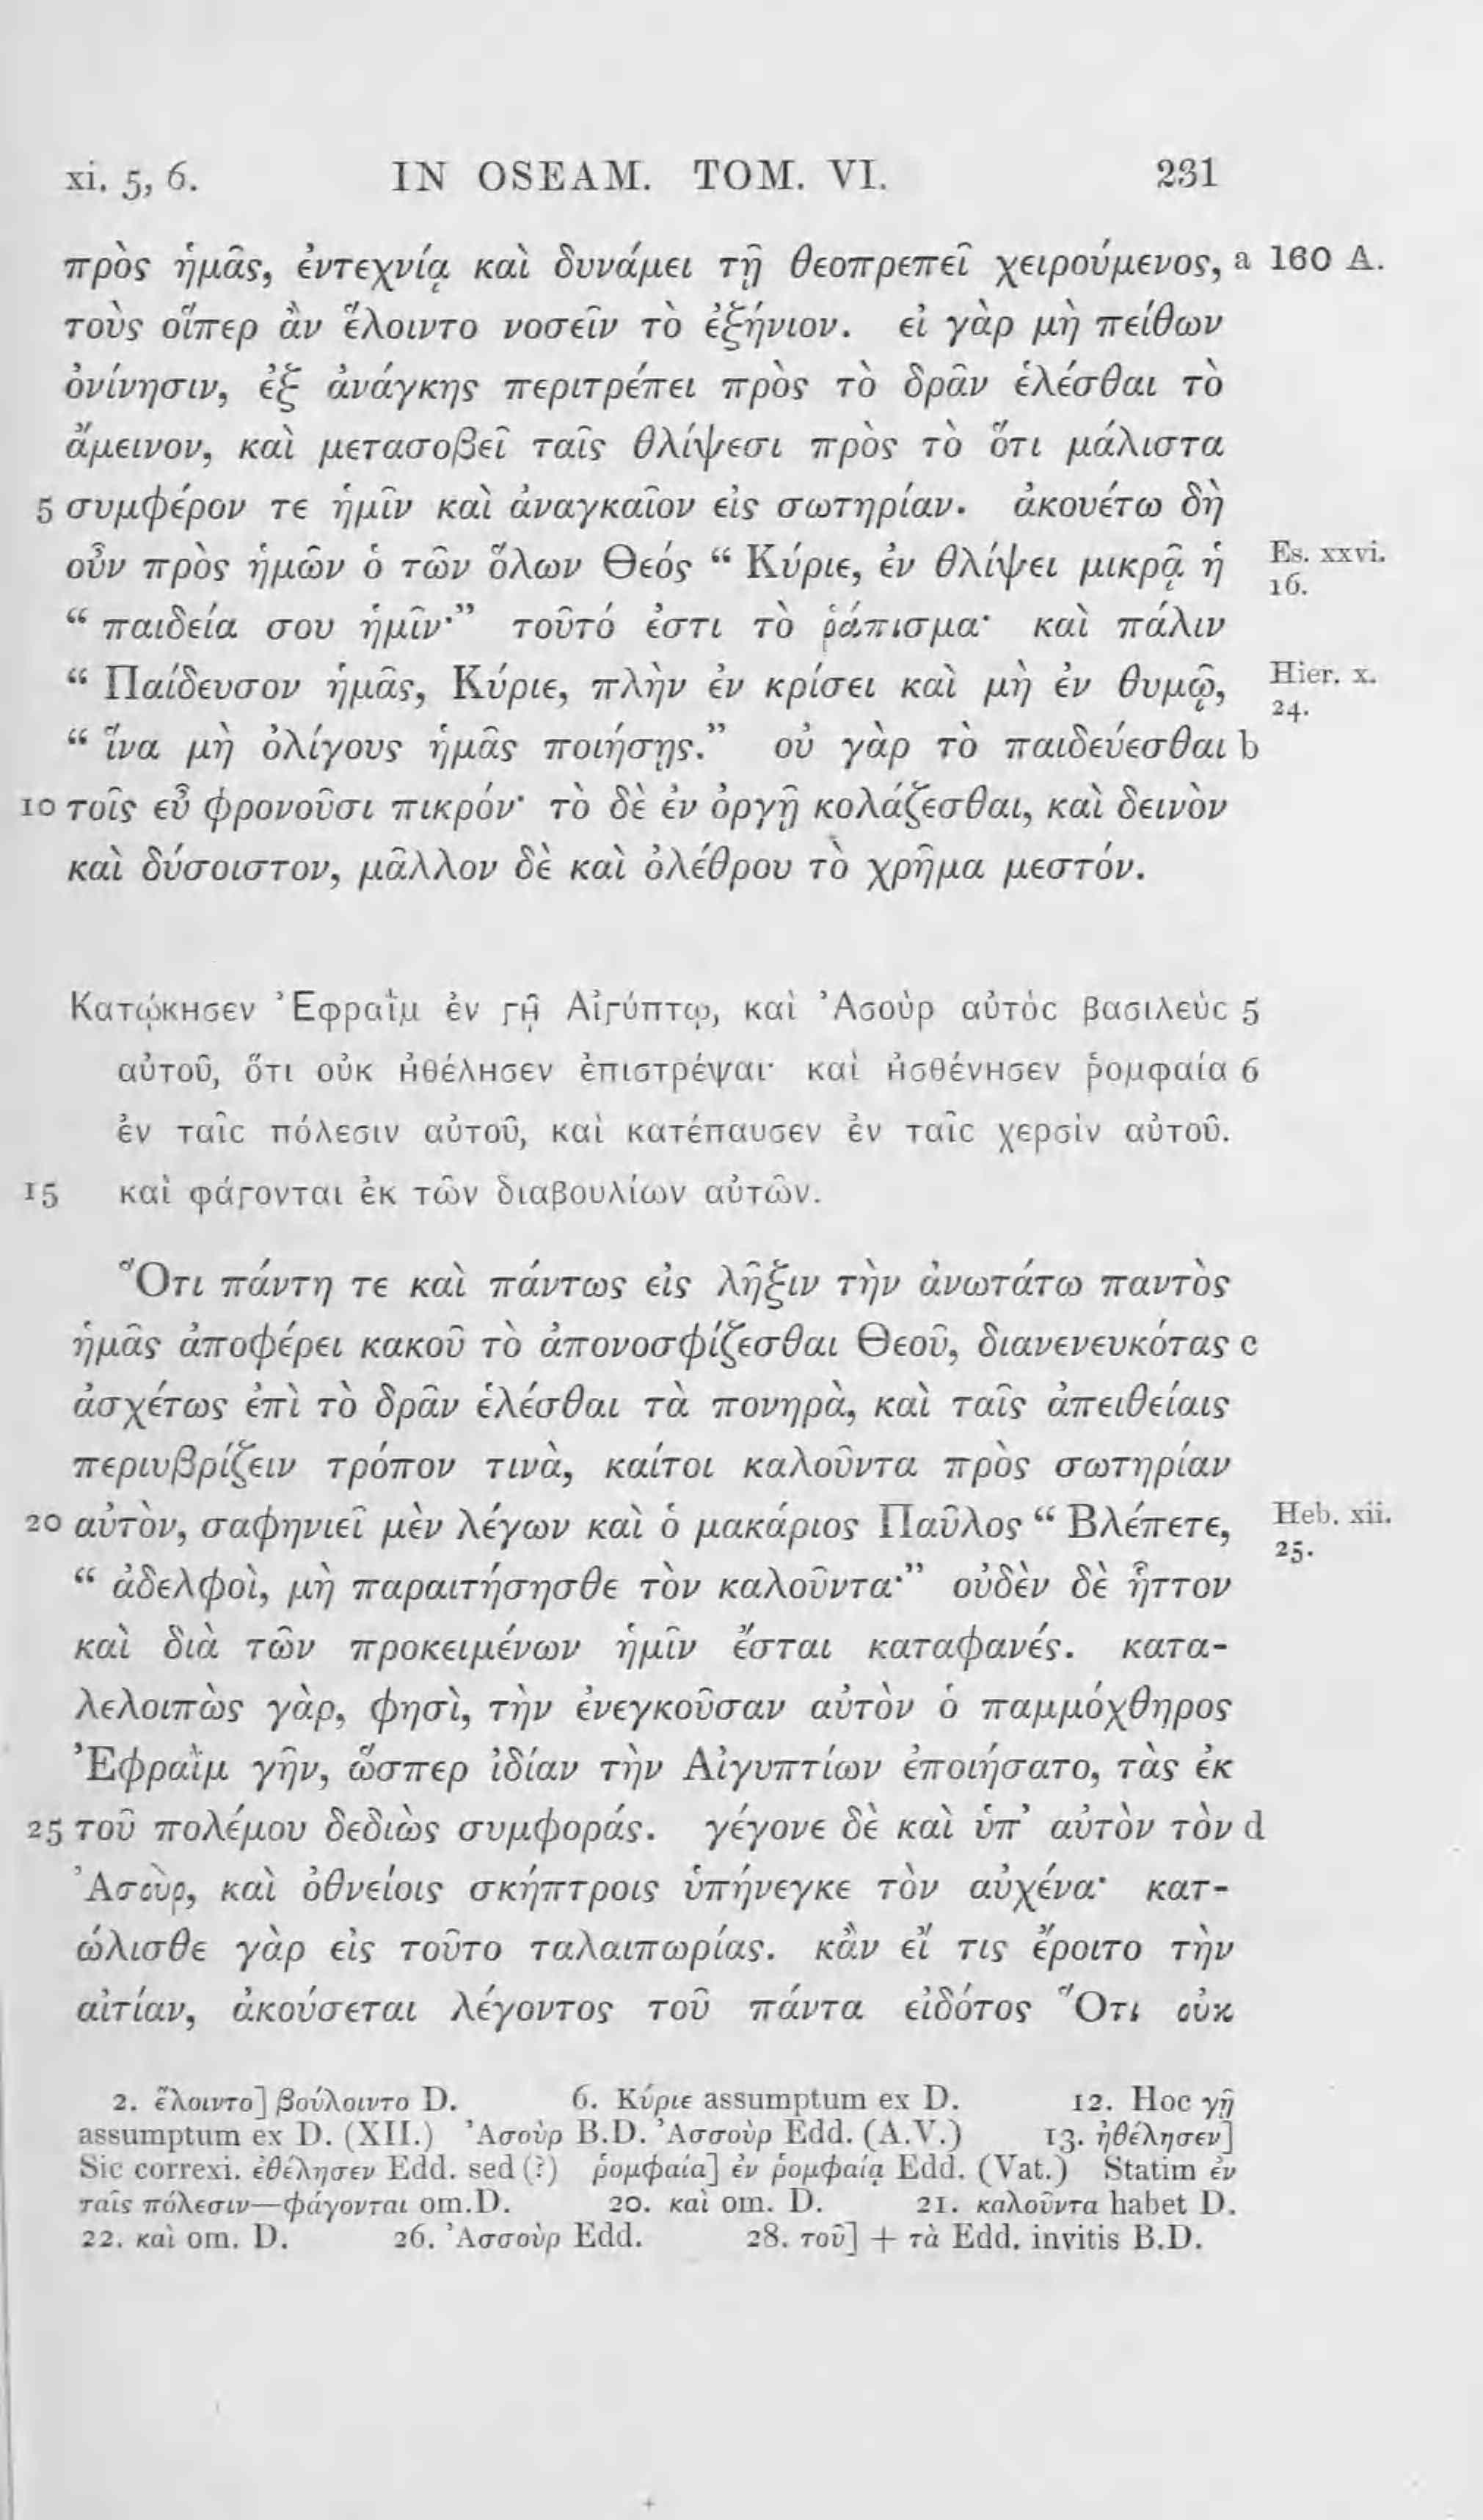 xi. 5, 6. IN OSEAM. TOM. VI. 231
πρὸς ἡμᾶς, ἐντεχνίᾳ καὶ δυνάμει τῇ θεοπρεπεῖ χειρούμενος, a 160 A.
τοὺς οἵπερ ἂν ἕλοιντο νοσεῖν τὸ ἐξήνιον. εἰ γὰρ μὴ πείθων
ὀνίνησιν, ἐξ ἀνάγκης περιτρέπει πρὸς τὸ δρᾶν ἑλέσθαι τὸ
ἄμεινον, καὶ μετασοβεῖ ταῖς θλίψεσι πρὸς τὸ ὅτι μάλιστα
5 συμφέρον τε ἡμῖν καὶ ἀναγκαῖον εἰς σωτηρίαν. ἀκουέτω δὴ
οὖν πρὸς ἡμῶν ὁ τῶν ὅλων Θεός “ Κύριε, ἐν θλίψει μικρᾷ ἡ Es. xxvi. 16.
“ παιδεία σου ἡμῖν·” τοῦτό ἐστι τὸ ῥάπισμα· καὶ πάλιν
“ Παίδευσον ἡμᾶς, Κύριε, πλὴν ἐν κρίσει καὶ μὴ ἐν θυμῷ, Hier. x. 24.
“ ἵνα μὴ ὀλίγους ἡμᾶς ποιήσῃς.” οὐ γὰρ τὸ παιδεύεσθαι b
10 τοῖς εὖ φρονοῦσι πικρόν· τὸ δὲ ἐν ὀργῇ κολάζεσθαι, καὶ δεινὸν
καὶ δύσοιστον, μᾶλλον δὲ καὶ ὀλέθρου τὸ χρῆμα μεστόν.
Κατῴκησεν Ἐφραῒμ ἐν γῇ Αἰγύπτῳ, καὶ Ἀσοὺρ αὐτὸς βασιλεὺς 5
αὐτοῦ, ὅτι οὐκ ἠθέλησεν ἐπιστρέψαι· καὶ ἠσθένησεν ῥομφαία 6
ἐν ταῖς πόλεσιν αὐτοῦ, καὶ κατέπαυσεν ἐν ταῖς χερσὶν αὐτοῦ.
15 καὶ φάγονται ἐκ τῶν διαβουλίων αὐτῶν.
Ὅτι πάντη τε καὶ πάντως εἰς λῆξιν τὴν ἀνωτάτω παντὸς
ἡμᾶς ἀποφέρει κακοῦ τὸ ἀπονοσφίζεσθαι Θεοῦ, διανενευκότας c
ἀσχέτως ἐπὶ τὸ δρᾶν ἑλέσθαι τὰ πονηρὰ, καὶ ταῖς ἀπειθείαις
περιυβρίζειν τρόπον τινὰ, καίτοι καλοῦντα πρὸς σωτηρίαν
20 αὐτὸν, σαφηνιεῖ μὲν λέγων καὶ ὁ μακάριος Παῦλος “ Βλέπετε, Heb. xii. 25.
“ ἀδελφοὶ, μὴ παραιτήσησθε τὸν καλοῦντα·” οὐδὲν δὲ ἧττον
καὶ διὰ τῶν προκειμένων ἡμῖν ἔσται καταφανές. κατα-
λελοιπὼς γὰρ, φησὶ, τὴν ἐνεγκοῦσαν αὐτὸν ὁ παμμόχθηρος
Ἐφραῒμ γῆν, ὥσπερ ἰδίαν τὴν Αἰγυπτίων ἐποιήσατο, τὰς ἐκ
25 τοῦ πολέμου δεδιὼς συμφοράς. γέγονε δὲ καὶ ὑπ’ αὐτὸν τὸν d
Ἀσοὺρ, καὶ ὀθνείοις σκήπτροις ὑπήνεγκε τὸν αὐχένα· κατ-
ώλισθε γὰρ εἰς τοῦτο ταλαιπωρίας. κἂν εἴ τις ἔροιτο τὴν
αἰτίαν, ἀκούσεται λέγοντος τοῦ πάντα εἰδότος Ὅτι οὐκ
2. ἕλοιντο] βούλοιντο D. 6. Κύριε assumptum ex D. 12. Hoc γῇ
assumptum ex D. (XII.) Ἀσοὺρ B.D. Ἀσσοὺρ Edd. (A.V.) 13. ἠθέλησεν]
Sic correxi. ἐθέλησεν Edd. sed (?) ῥομφαία] ἐν ῥομφαίᾳ Edd. (Vat.) Statim ἐν
ταῖς πόλεσιν—φάγονται om.D. 20. καὶ om. D. 21. καλοῦντα habet D.
22. καὶ om. D. 26. Ἀσσοὺρ Edd. 28. τοῦ] + τὰ Edd. invitis B.D.